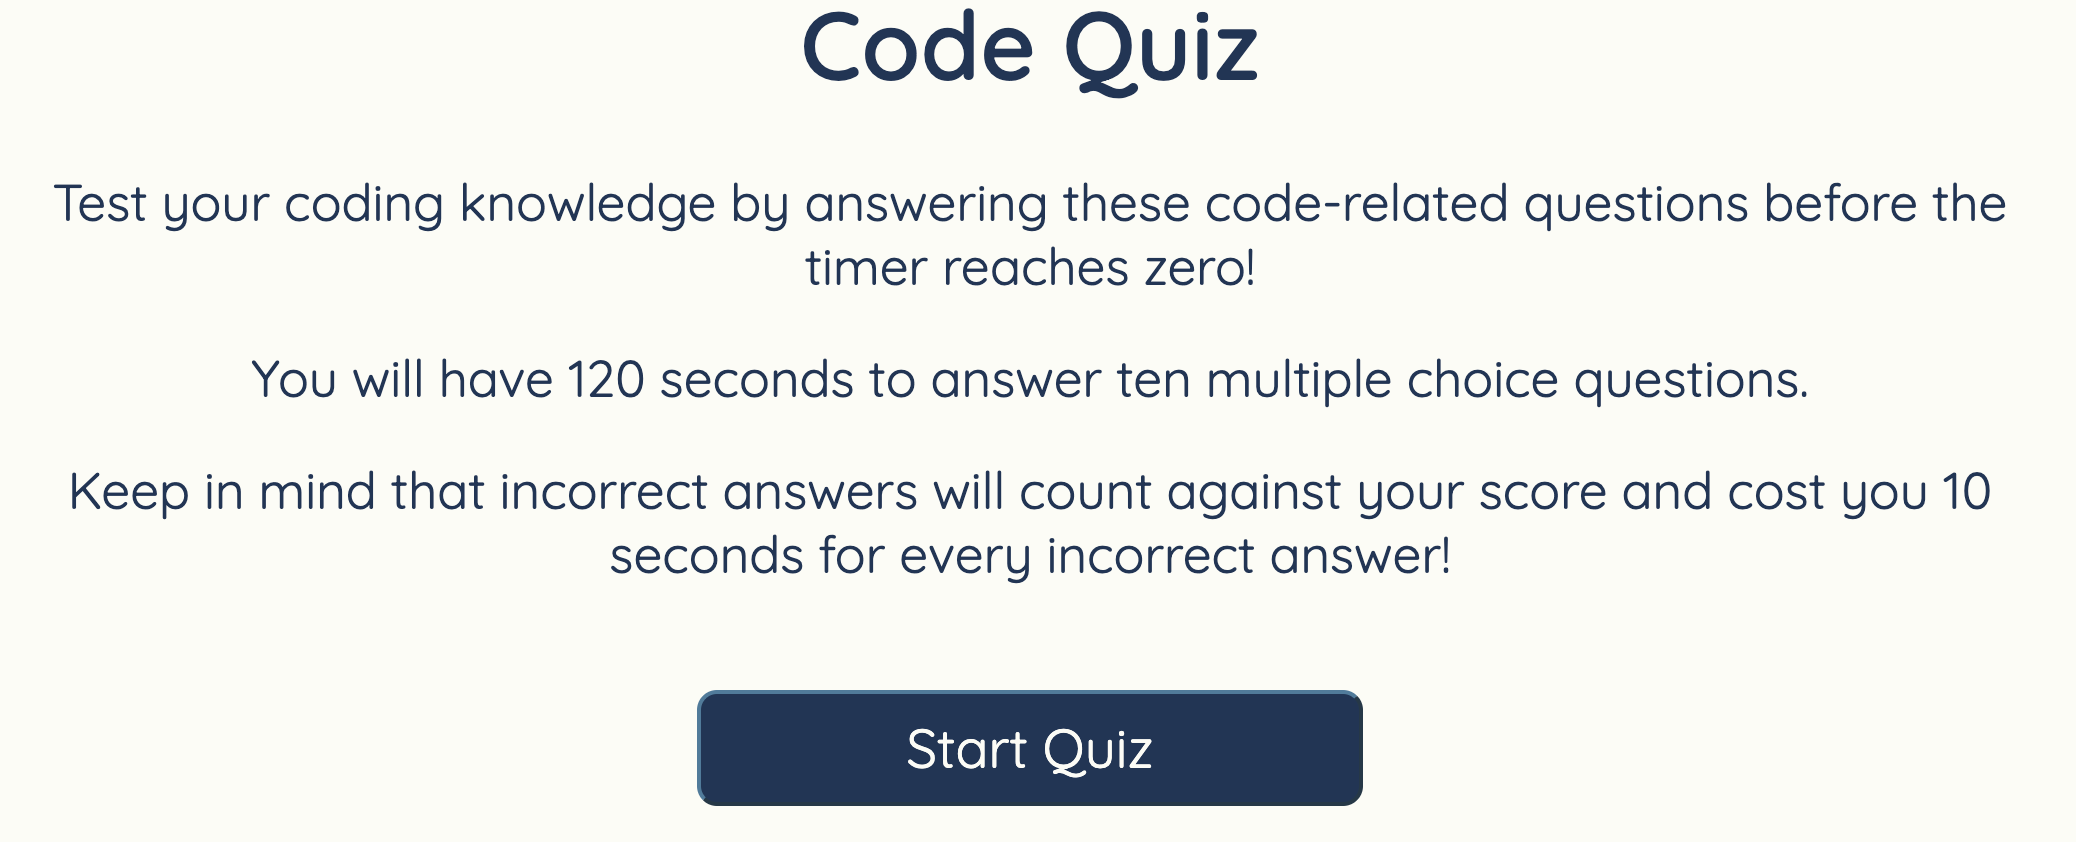 Code Quiz
Test your coding knowledge by answering these code-related questions before the
timer reaches zero!
You will have 120 seconds to answer ten multiple choice questions.
Keep in mind that incorrect answers will count against your score and cost you 10
seconds for every incorrect answer!
Start Quiz